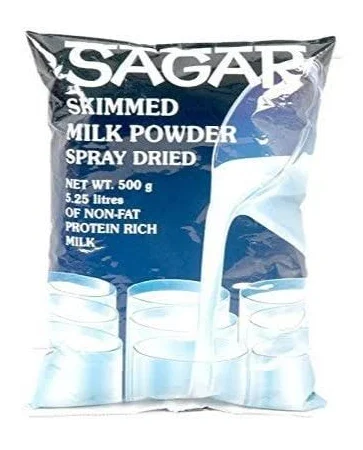 SAGAR
SKIMMED
MILK POWDER
SPRAY DRIED
NET WT. 500 g
5.25 litres
OF NON-FAT
PROTEIN RICH
MILK